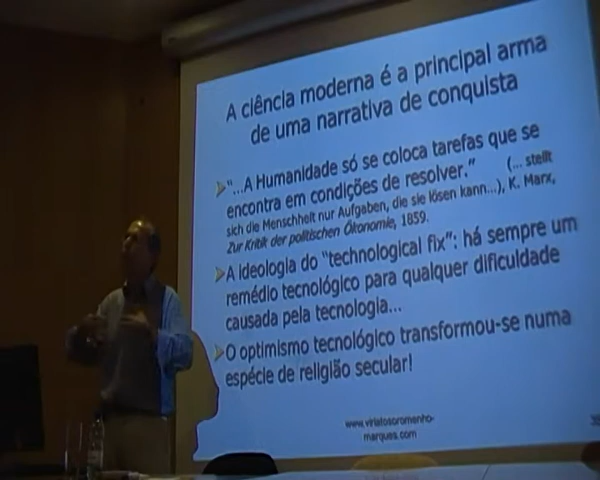 A ciência moderna é a principal arma
de uma narrativa de conquista
"...A Humanidade só se coloca tarefas que se
encontra em condições de resolver." (... stellt
sich die Menschheit nur Aufgaben, die sie lösen kann...), K. Marx,
Zur Kritik der politischen Ökonomie, 1859.
A ideologia do "technological fix": há sempre um
remédio tecnológico para qualquer dificuldade
causada pela tecnologia...
O optimismo tecnológico transformou-se numa
espécie de religião secular!
www.viriatosoromenho-
marques.com